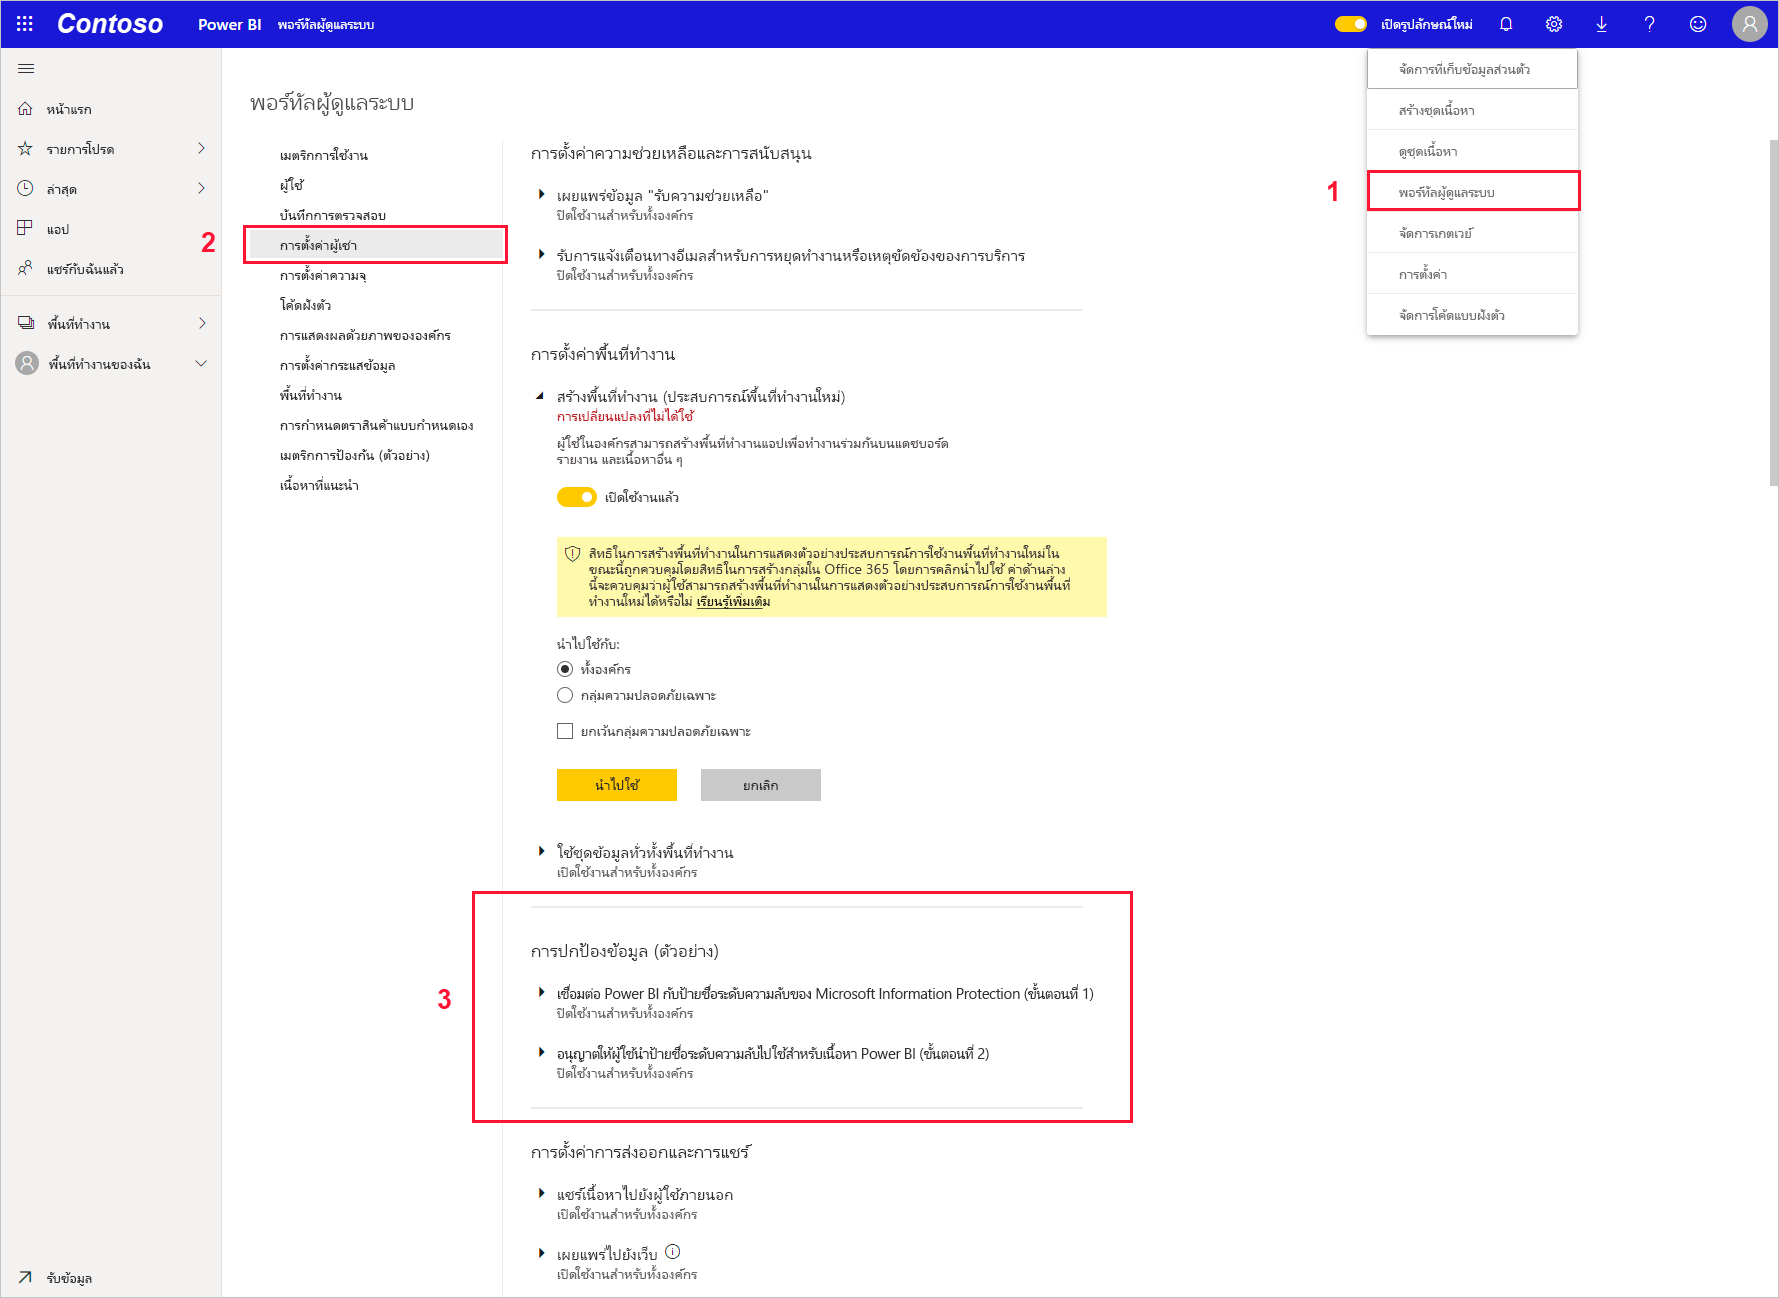 Contoso
Power BI
พอร์ทัลผู้ดูแลระบบ
เปิดรูปลักษณ์ใหม่
หน้าแรก
รายการโปรด
ล่าสุด
แอป
แชร์กับฉันแล้ว
พื้นที่ทำงาน
พื้นที่ทำงานของฉัน
รับข้อมูล
พอร์ทัลผู้ดูแลระบบ
เมตริกการใช้งาน
ผู้ใช้
บันทึกการตรวจสอบ
2
การตั้งค่าผู้เช่า
การตั้งค่าความจุ
โค้ดฝังตัว
การแสดงผลด้วยภาพขององค์กร
การตั้งค่ากระแสข้อมูล
พื้นที่ทำงาน
การกำหนดตราสินค้าแบบกำหนดเอง
เมตริกการป้องกัน (ตัวอย่าง)
เนื้อหาที่แนะนำ
การตั้งค่าความช่วยเหลือและการสนับสนุน
เผยแพร่ข้อมูล "รับความช่วยเหลือ"
ปิดใช้งานสำหรับทั้งองค์กร
รับการแจ้งเตือนทางอีเมลสำหรับการหยุดทำงานหรือเหตุขัดข้องของการบริการ
ปิดใช้งานสำหรับทั้งองค์กร
การตั้งค่าพื้นที่ทำงาน
สร้างพื้นที่ทำงาน (ประสบการณ์พื้นที่ทำงานใหม่)
การเปลี่ยนแปลงที่ไม่ได้ใช้
ผู้ใช้ในองค์กรสามารถสร้างพื้นที่ทำงานแอปเพื่อทำงานร่วมกันบนแดชบอร์ด
รายงาน และเนื้อหาอื่น ๆ
เปิดใช้งานแล้ว
สิทธิในการสร้างพื้นที่ทำงานในการแสดงตัวอย่างประสบการณ์การใช้งานพื้นที่ทำงานใหม่ใน
ขณะนี้ถูกควบคุมโดยสิทธิในการสร้างกลุ่มใน Office 365 โดยการคลิกนำไปใช้ ค่าด้านล่าง
นี้จะควบคุมว่าผู้ใช้สามารถสร้างพื้นที่ทำงานในการแสดงตัวอย่างประสบการณ์การใช้งานพื้นที่
ทำงานใหม่ได้หรือไม่ เรียนรู้เพิ่มเติม
นำไปใช้กับ:
ทั้งองค์กร
กลุ่มความปลอดภัยเฉพาะ
ยกเว้นกลุ่มความปลอดภัยเฉพาะ
นำไปใช้
ยกเลิก
ใช้ชุดข้อมูลทั่วทั้งพื้นที่ทำงาน
เปิดใช้งานสำหรับทั้งองค์กร
3
การปกป้องข้อมูล (ตัวอย่าง)
เชื่อมต่อ Power BI กับป้ายชื่อระดับความลับของ Microsoft Information Protection (ขั้นตอนที่ 1)
ปิดใช้งานสำหรับทั้งองค์กร
อนุญาตให้ผู้ใช้นำป้ายชื่อระดับความลับไปใช้สำหรับเนื้อหา Power BI (ขั้นตอนที่ 2)
ปิดใช้งานสำหรับทั้งองค์กร
การตั้งค่าการส่งออกและการแชร์
แชร์เนื้อหาไปยังผู้ใช้ภายนอก
เปิดใช้งานสำหรับทั้งองค์กร
เผยแพร่ไปยังเว็บ
เปิดใช้งานสำหรับทั้งองค์กร
จัดการที่เก็บข้อมูลส่วนตัว
สร้างชุดเนื้อหา
ดูชุดเนื้อหา
1
พอร์ทัลผู้ดูแลระบบ
จัดการเกตเวย์
การตั้งค่า
จัดการโค้ดแบบฝังตัว